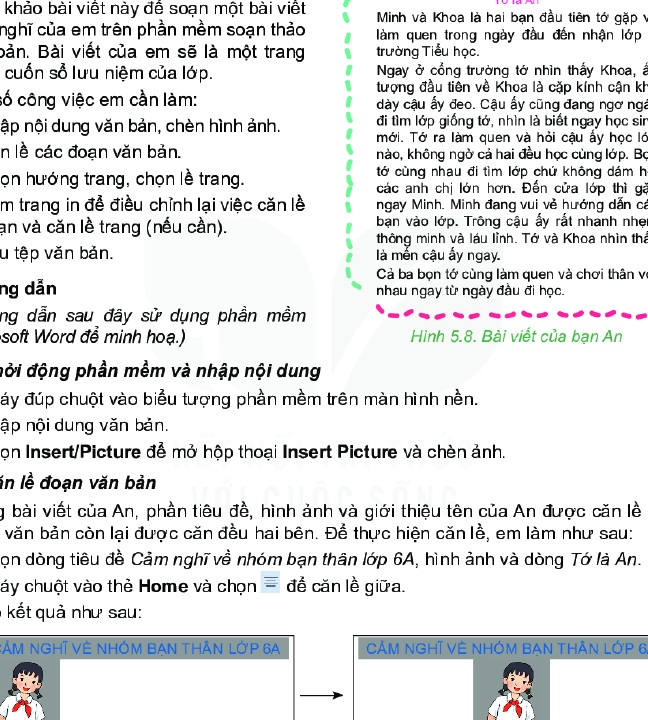 khảo bài viết này để soạn một bài viết
nghĩ của em trên phần mềm soạn thảo
bản. Bài viết của em sẽ là một trang
cuốn sổ lưu niệm của lớp.
số công việc em cần làm:
ập nội dung văn bản, chèn hình ảnh.
n lề các đoạn văn bản.
ọn hướng trang, chọn lề trang.
m trang in để điều chỉnh lại việc căn lề
ạn và căn lề trang (nếu cần).
u tệp văn bản.
ng dẫn
ng dẫn sau đây sử dụng phần mềm
soft Word để minh hoạ.)
Tớ là An
Minh và Khoa là hai bạn đầu tiên tớ gặp v
làm quen trong ngày đầu đến nhận lớp
trường Tiểu học.
Ngay ở cổng trường tớ nhìn thấy Khoa, ấ
tượng đầu tiên về Khoa là cặp kính cận kh
dày cậu ấy đeo. Cậu ấy cũng đang ngơ ngá
đi tìm lớp giống tớ, nhìn là biết ngay học sin
mới. Tớ ra làm quen và hỏi cậu ấy học lớ
nào, không ngờ cả hai đều học cùng lớp. Bọ
tớ cùng nhau đi tìm lớp chứ không dám h
các anh chị lớn hơn. Đến cửa lớp thì gặ
ngay Minh. Minh đang vui vẻ hướng dẫn cá
bạn vào lớp. Trông cậu ấy rất nhanh nhẹn
thông minh và láu lỉnh. Tớ và Khoa nhìn thấ
là mến cậu ấy ngay.
Cả ba bọn tớ cùng làm quen và chơi thân v
nhau ngay từ ngày đầu đi học.
Hình 5.8. Bài viết của bạn An
hởi động phần mềm và nhập nội dung
áy đúp chuột vào biểu tượng phần mềm trên màn hình nền.
ập nội dung văn bản.
ọn Insert/Picture để mở hộp thoại Insert Picture và chèn ảnh.
ăn lề đoạn văn bản
g bài viết của An, phần tiêu đề, hình ảnh và giới thiệu tên của An được căn lề
văn bản còn lại được căn đều hai bên. Để thực hiện căn lề, em làm như sau:
ọn dòng tiêu đề Cảm nghĩ về nhóm bạn thân lớp 6A, hình ảnh và dòng Tớ là An.
áy chuột vào thẻ Home và chọn để căn lề giữa.
kết quả như sau:
CẢM NGHĨ VỀ NHÓM BẠN THÂN LỚP 6A
CẢM NGHĨ VỀ NHÓM BẠN THÂN LỚP 6
VỚI CUỘC SỐNG